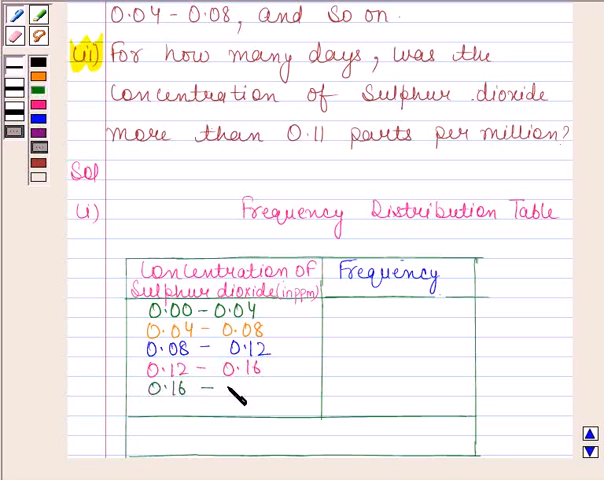 0.04 - 0.08, and so on.
(ii) For how many days, was the
concentration of Sulphur dioxide
more than 0.11 parts per million?
Sol
(i) Frequency Distribution Table
Concentration of Sulphur dioxide (in ppm) Frequency
0.00 - 0.04
0.04 - 0.08
0.08 - 0.12
0.12 - 0.16
0.16 -